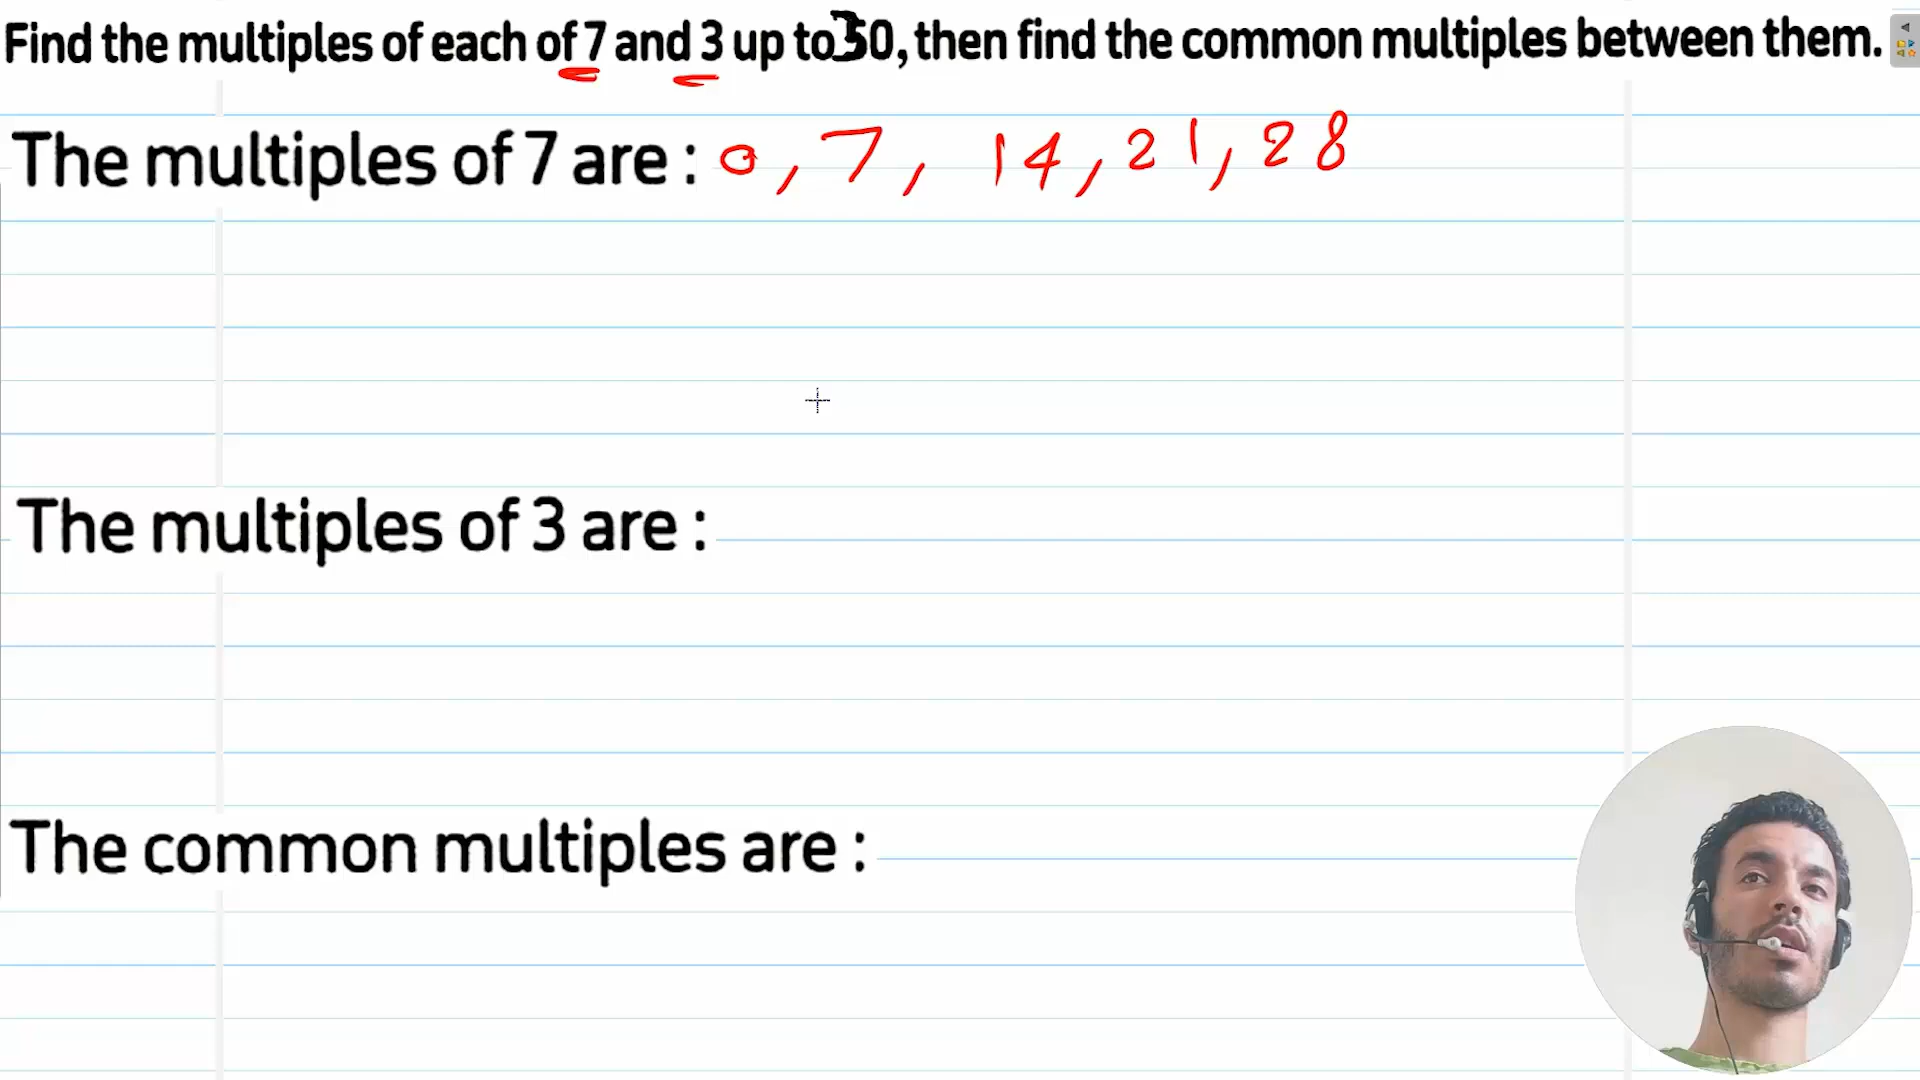 Find the multiples of each of 7 and 3 up to 30, then find the common multiples between them.
The multiples of 7 are : 0, 7, 14, 21, 28
The multiples of 3 are :
The common multiples are :